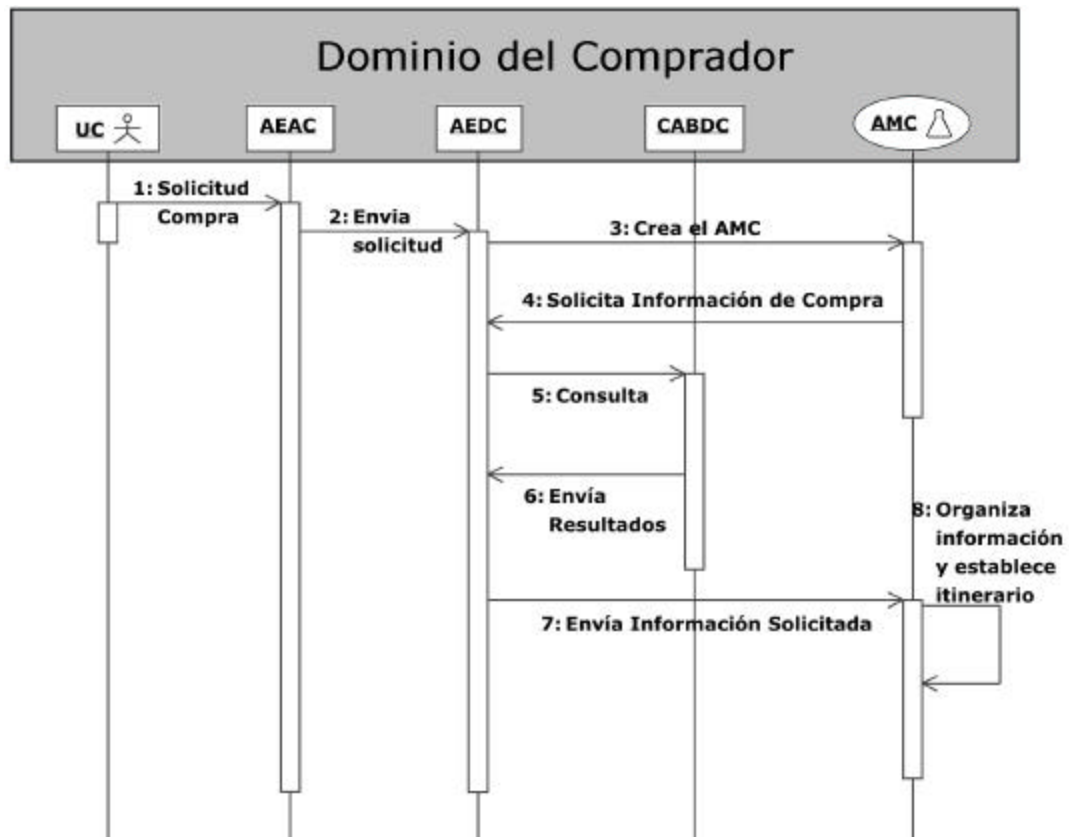 Dominio del Comprador
UC
AEAC
AEDC
CABDC
AMC
1: Solicitud
Compra
2: Envia
solicitud
3: Crea el AMC
4: Solicita Información de Compra
5: Consulta
6: Envía
Resultados
8: Organiza
información
y establece
itinerario
7: Envía Información Solicitada